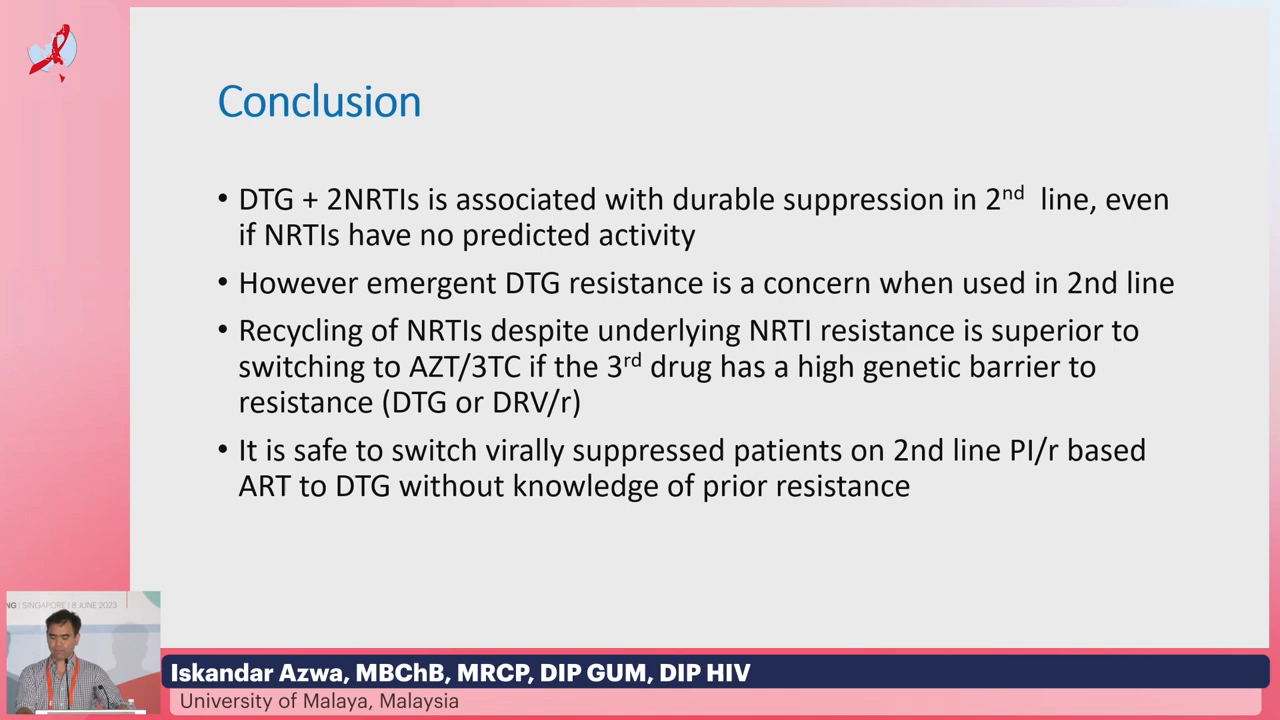 Conclusion
• DTG + 2NRTIs is associated with durable suppression in 2nd line, even
if NRTIs have no predicted activity
• However emergent DTG resistance is a concern when used in 2nd line
• Recycling of NRTIs despite underlying NRTI resistance is superior to
switching to AZT/3TC if the 3rd drug has a high genetic barrier to
resistance (DTG or DRV/r)
• It is safe to switch virally suppressed patients on 2nd line PI/r based
ART to DTG without knowledge of prior resistance
NG | SINGAPORE | 8 JUNE 2023
Iskandar Azwa, MBChB, MRCP, DIP GUM, DIP HIV
University of Malaya, Malaysia